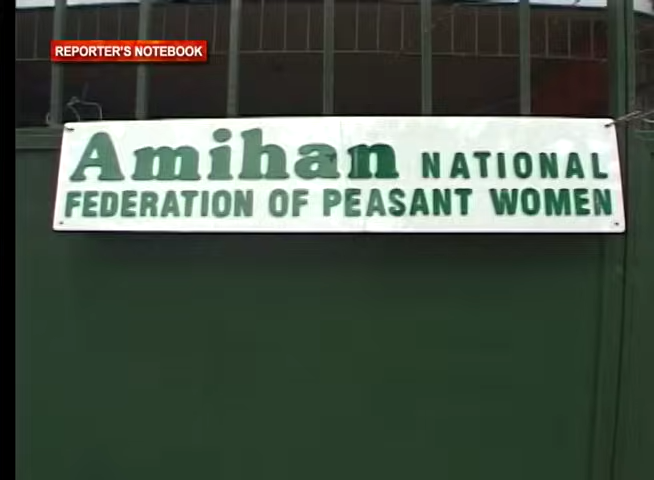 REPORTER'S NOTEBOOK
Amihan NATIONAL
FEDERATION OF PEASANT WOMEN